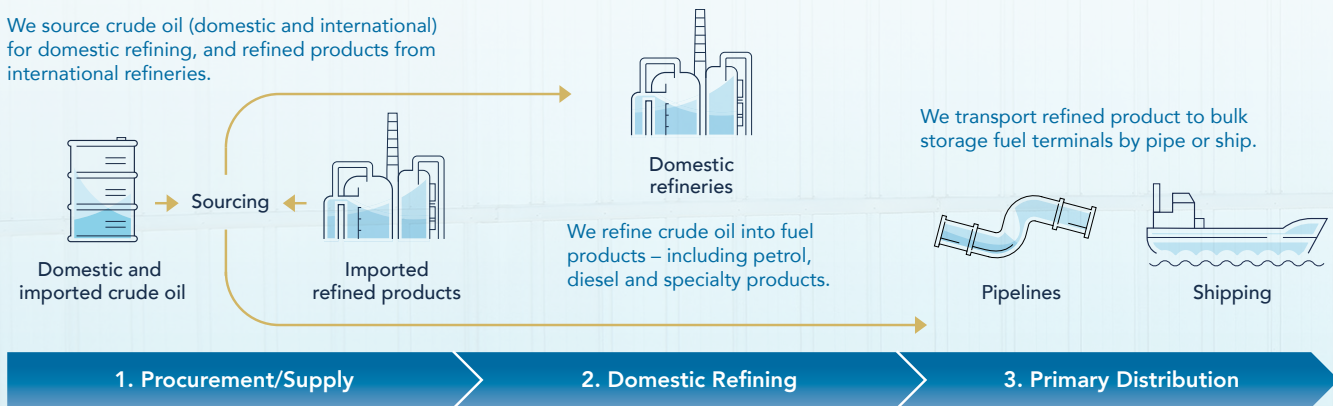 We source crude oil (domestic and international)
for domestic refining, and refined products from
international refineries.
Domestic and
imported crude oil
Sourcing
Imported
refined products
Domestic
refineries
We refine crude oil into fuel
products – including petrol,
diesel and specialty products.
We transport refined product to bulk
storage fuel terminals by pipe or ship.
Pipelines
Shipping
1. Procurement/Supply
2. Domestic Refining
3. Primary Distribution